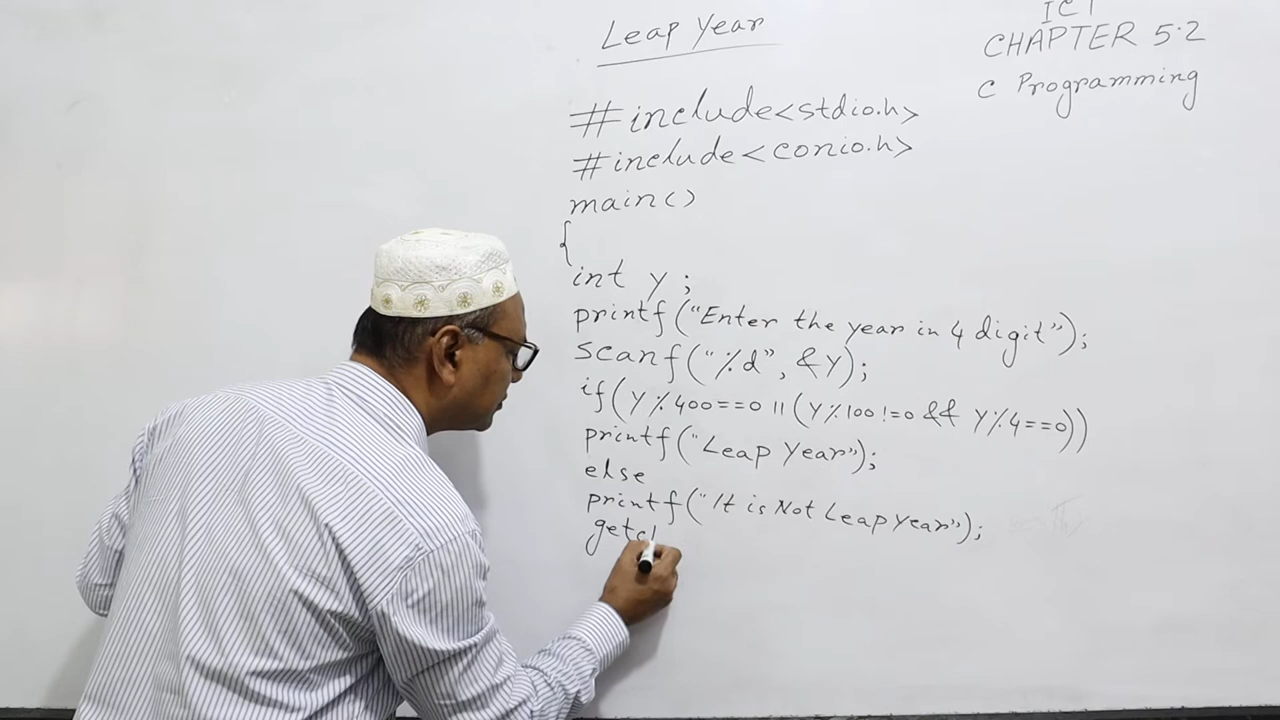 Leap Year
ICT
CHAPTER 5.2
C Programming
#include<stdio.h>
#include<conio.h>
main()
{
int y;
printf("Enter the year in 4 digit");
scanf("%d", &y);
if(y%400==0 || (y%100!=0 && y%4==0))
printf("Leap Year");
else
printf("It is Not Leap Year");
getc